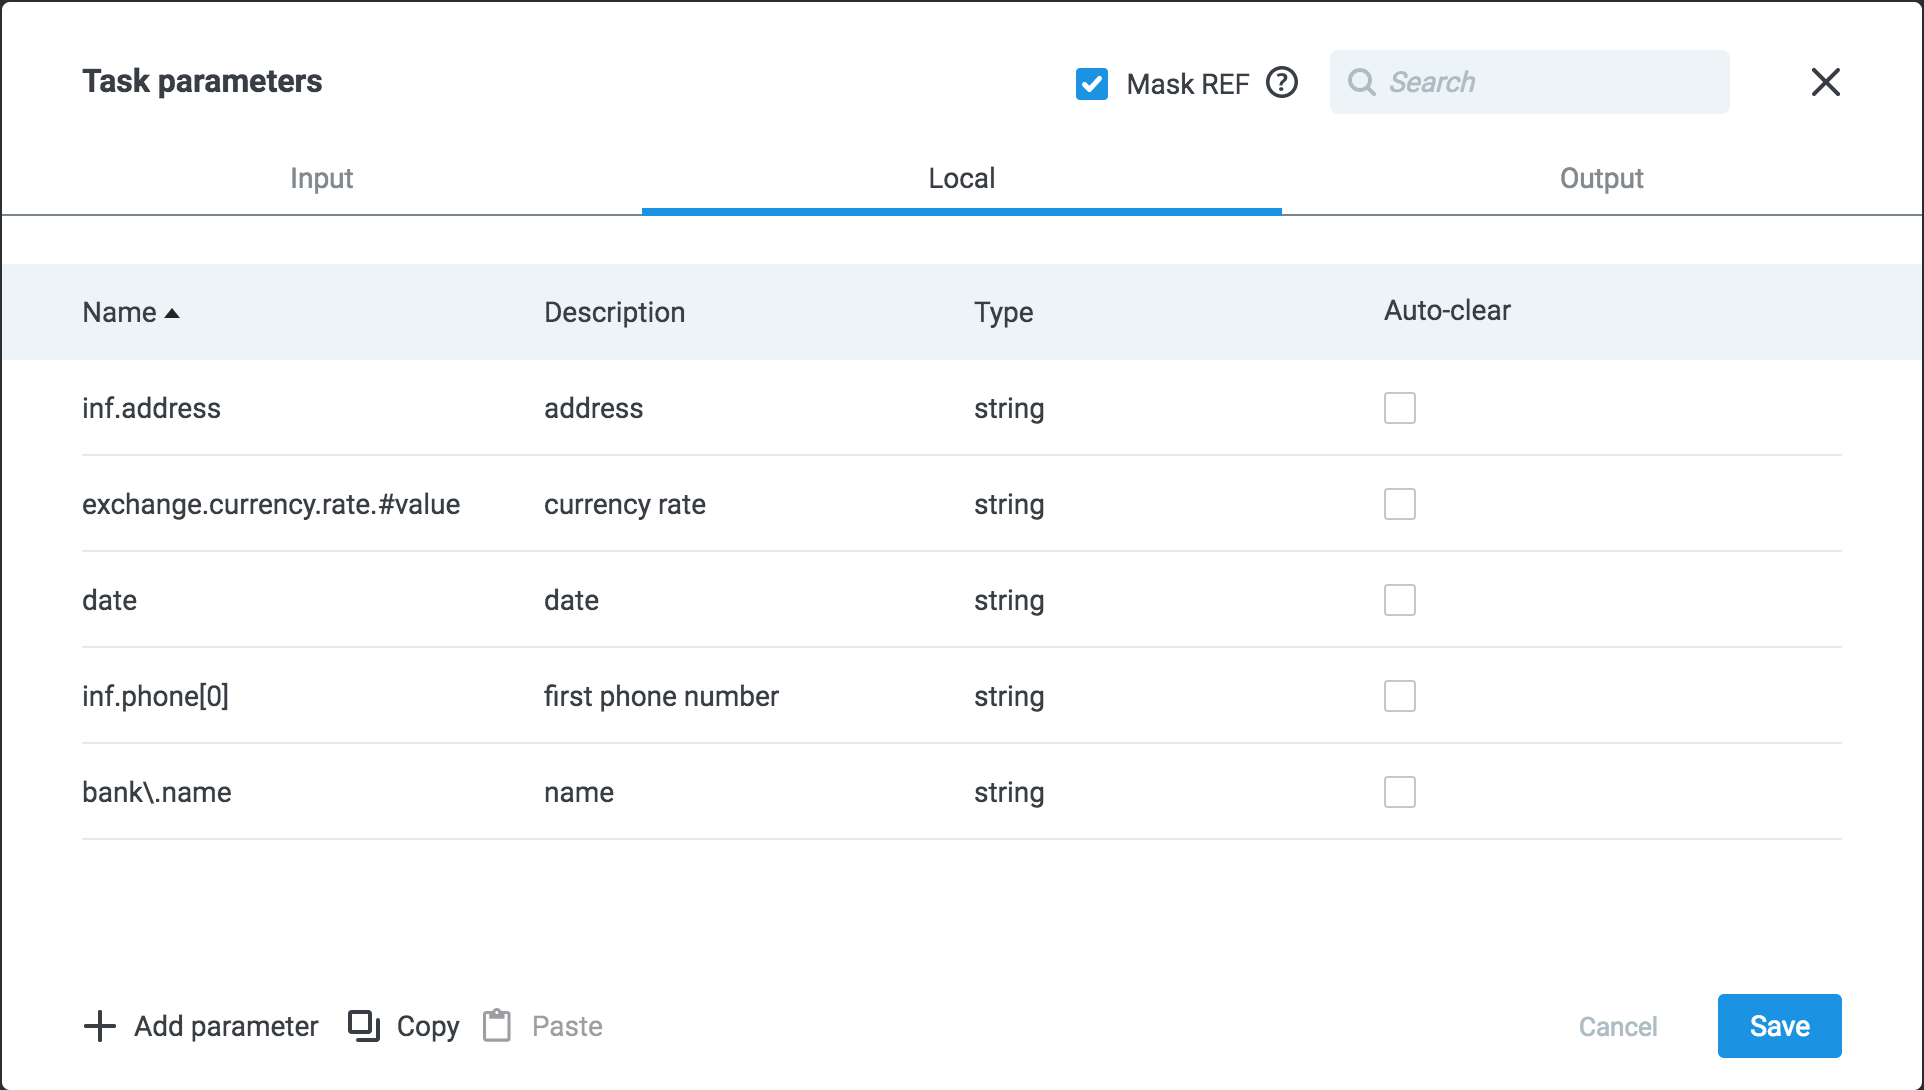 Task parameters
Mask REF
Search
Input Local Output
Name Description Type Auto-clear
inf.address address string
exchange.currency.rate.#value currency rate string
date date string
inf.phone[0] first phone number string
bank\.name name string
Add parameter Copy Paste Cancel Save